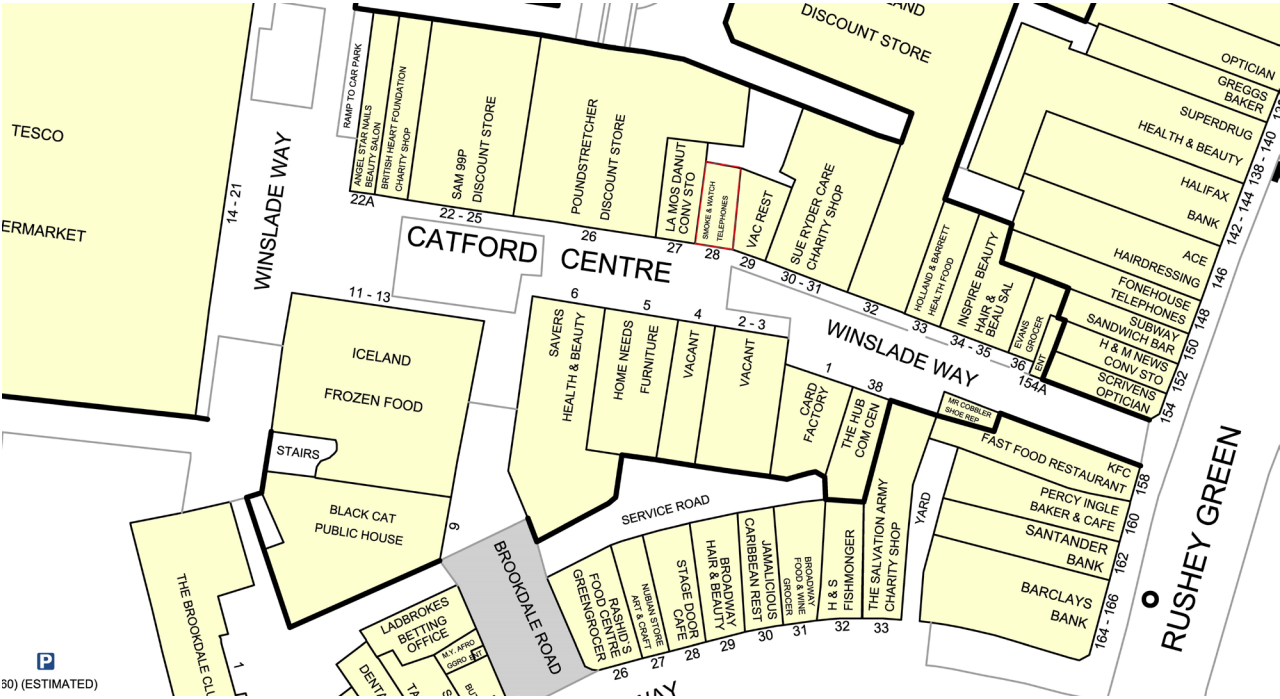 TESCO
ERMARKET
14 - 21
WINSLADE WAY
RAMP TO CAR PARK
ANGEL STAR NAILS
BEAUTY SALON
BRITISH HEART FOUNDATION
CHARITY SHOP
22A
SAM 99P
DISCOUNT STORE
22 - 25
POUNDSTRETCHER
DISCOUNT STORE
26
LA MOS DANUT
CONV STO
27
SMOKE & WATCH
TELEPHONES
28
VAC REST
29
SUE RYDER CARE
CHARITY SHOP
30 - 31
AND
DISCOUNT STORE
32
HOLLAND & BARRETT
HEALTH FOOD
33
INSPIRE BEAUTY
HAIR &
BEAU SAL
34 - 35
EVANS
GROCER
36
ENT
154A
OPTICIAN
GREGGS
BAKER
SUPERDRUG
HEALTH & BEAUTY
138 - 140
HALIFAX
BANK
142 - 144
ACE
HAIRDRESSING
146
FONEHOUSE
TELEPHONES
148
SUBWAY
SANDWICH BAR
150
H & M NEWS
CONV STO
152
SCRIVENS
OPTICIAN
154
CATFORD CENTRE
WINSLADE WAY
11 - 13
ICELAND
FROZEN FOOD
STAIRS
BLACK CAT
PUBLIC HOUSE
9
6
SAVERS
HEALTH & BEAUTY
5
HOME NEEDS
FURNITURE
4
VACANT
2 - 3
VACANT
1
CARD
FACTORY
38
THE HUB
COM CEN
MR COBBLER
SHOE REP
KFC
FAST FOOD RESTAURANT
158
PERCY INGLE
BAKER & CAFE
160
SANTANDER
BANK
162
BARCLAYS
BANK
164 - 166
RUSHEY GREEN
YARD
SERVICE ROAD
BROOKDALE ROAD
RASHID'S
FOOD CENTRE
GREENGROCER
26
NUBIAN STORE
ART & CRAFT
27
STAGE DOOR
CAFE
28
BROADWAY
HAIR & BEAUTY
29
JAMALICIOUS
CARIBBEAN REST
30
BROADWAY
FOOD & WINE
GROCER
31
H & S
FISHMONGER
32
THE SALVATION ARMY
CHARITY SHOP
33
THE BROOKDALE CLU
1
LADBROKES
BETTING
OFFICE
M.Y. AFRO
GGRO
ENT
DENTA
TA
S
BU
WAY
P
60) (ESTIMATED)